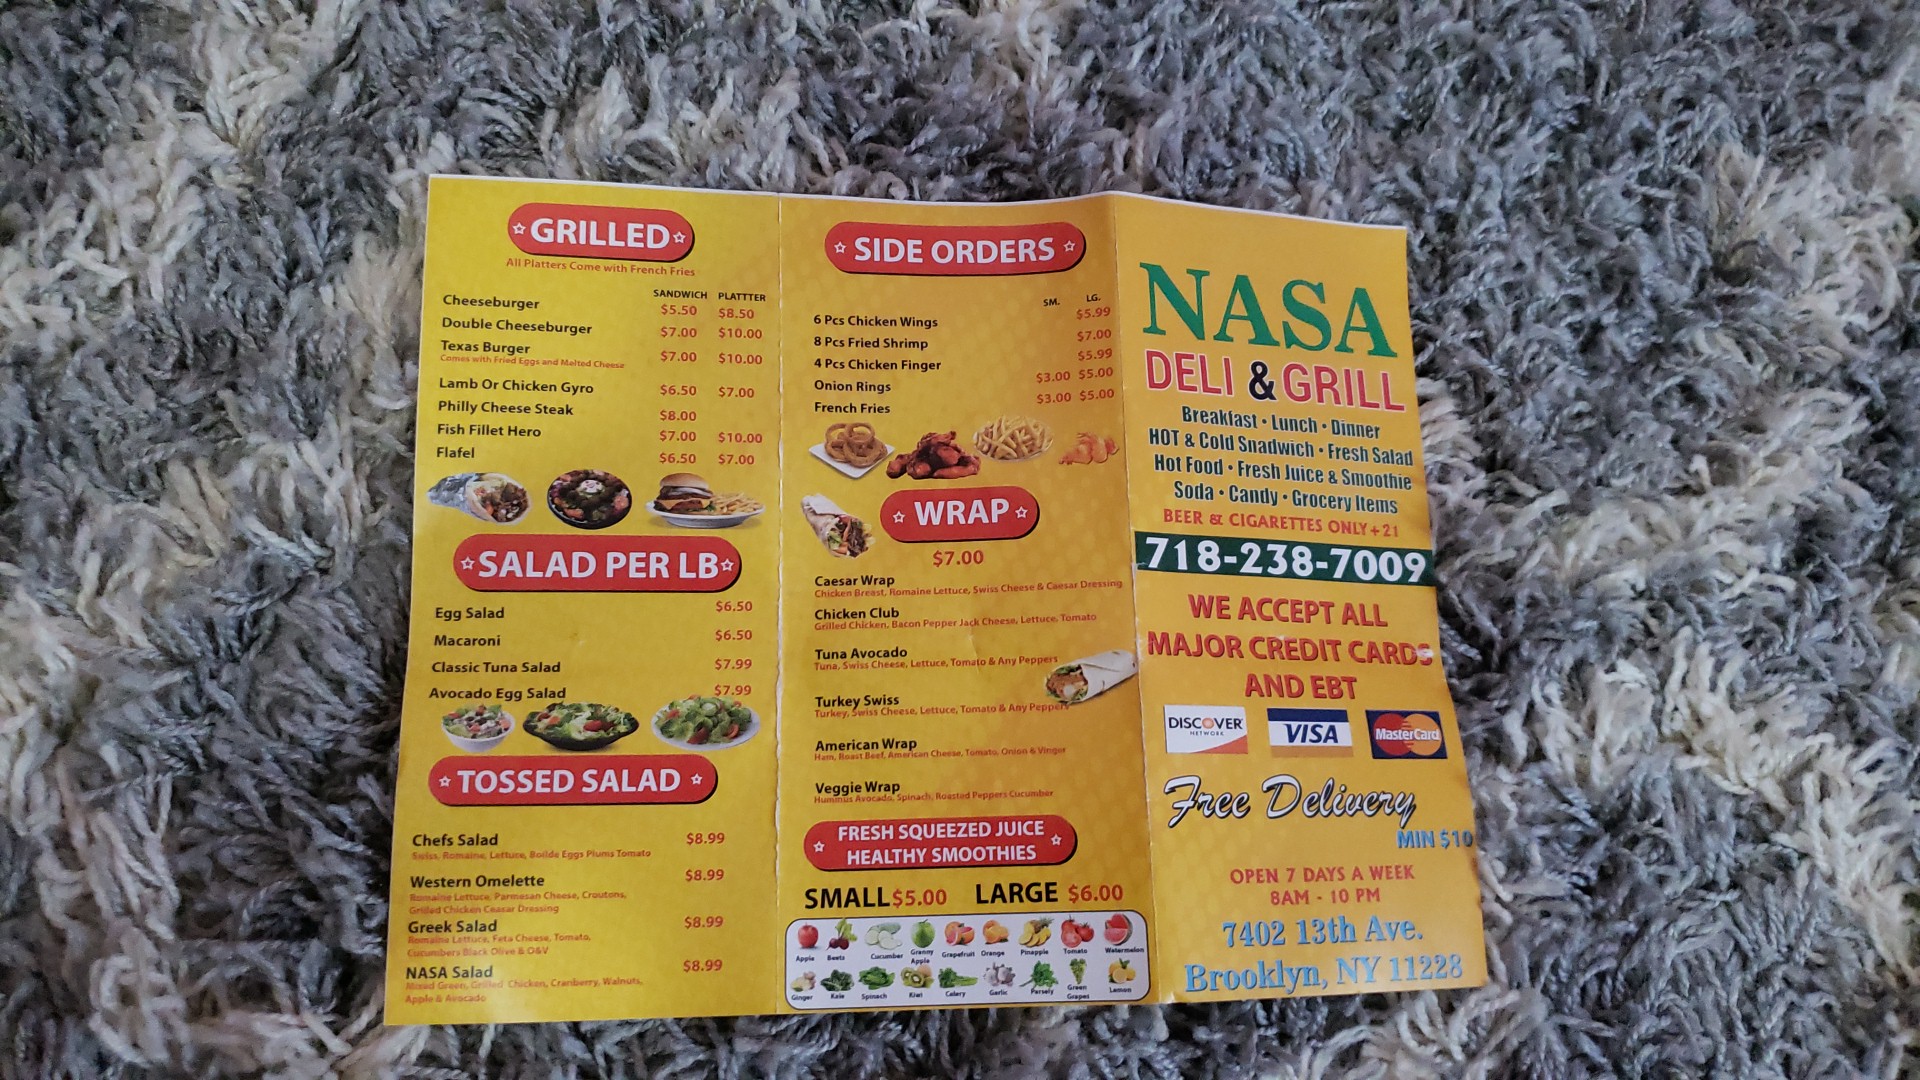 GRILLED
All Platters Come with French Fries
SANDWICH PLATTTER
Cheeseburger $5.50 $8.50
Double Cheeseburger $7.00 $10.00
Texas Burger $7.00 $10.00
Comes with Fried Eggs and Melted Cheese
Lamb Or Chicken Gyro $6.50 $7.00
Philly Cheese Steak $8.00
Fish Fillet Hero $7.00 $10.00
Flafel $6.50 $7.00
SALAD PER LB
Egg Salad $6.50
Macaroni $6.50
Classic Tuna Salad $7.99
Avocado Egg Salad $7.99
TOSSED SALAD
Chefs Salad $8.99
Swiss, Romaine, Lettuce, Boilde Eggs Plums Tomato
Western Omelette $8.99
Romaine Lettuce, Parmesan Cheese, Croutons,
Grilled Chicken Ceasar Dressing
Greek Salad $8.99
Romaine Lettuce, Feta Cheese, Tomato,
Cucumbers Black Olive & O&V
NASA Salad $8.99
Mixed Green, Grilled Chicken, Cranberry, Walnuts,
Apple & Avocado
SIDE ORDERS
SM. LG.
6 Pcs Chicken Wings $5.99
8 Pcs Fried Shrimp $7.00
4 Pcs Chicken Finger $5.99
Onion Rings $3.00 $5.00
French Fries $3.00 $5.00
WRAP
$7.00
Caesar Wrap
Chicken Breast, Romaine Lettuce, Swiss Cheese & Caesar Dressing
Chicken Club
Grilled Chicken, Bacon Pepper Jack Cheese, Lettuce, Tomato
Tuna Avocado
Tuna, Swiss Cheese, Lettuce, Tomato & Any Peppers
Turkey Swiss
Turkey, Swiss Cheese, Lettuce, Tomato & Any Peppers
American Wrap
Ham, Roast Beef, American Cheese, Tomato, Onion & Vinger
Veggie Wrap
Hummus Avocado, Spinach, Roasted Peppers Cucumber
FRESH SQUEEZED JUICE
HEALTHY SMOOTHIES
SMALL $5.00 LARGE $6.00
Apple Beets Cucumber Granny Apple Grapefruit Orange Pinapple Tomato Watermelon
Ginger Kale Spinach Kiwi Celery Garlic Parsely Green Grapes Lemon
NASA
DELI & GRILL
Breakfast • Lunch • Dinner
HOT & Cold Snadwich • Fresh Salad
Hot Food • Fresh Juice & Smoothie
Soda • Candy • Grocery Items
BEER & CIGARETTES ONLY +21
718-238-7009
WE ACCEPT ALL
MAJOR CREDIT CARDS
AND EBT
DISCOVER NETWORK VISA MasterCard
Free Delivery
MIN $10
OPEN 7 DAYS A WEEK
8AM - 10 PM
7402 13th Ave.
Brooklyn, NY 11228